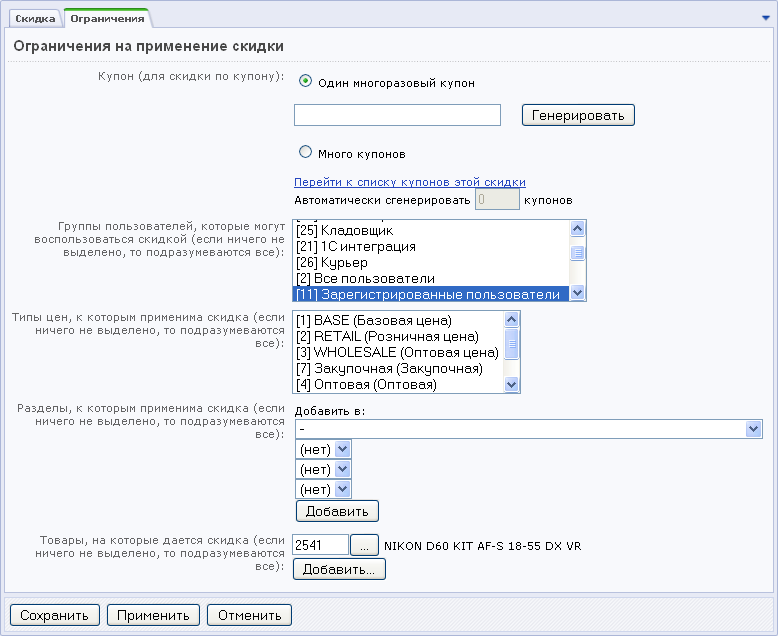 Скидка Ограничения
Ограничения на применение скидки
Купон (для скидки по купону):
Один многоразовый купон
Генерировать
Много купонов
Перейти к списку купонов этой скидки
Автоматически сгенерировать 0 купонов
Группы пользователей, которые могут
воспользоваться скидкой (если ничего не
выделено, то подразумеваются все):
[25] Кладовщик
[21] 1С интеграция
[26] Курьер
[2] Все пользователи
[11] Зарегистрированные пользователи
Типы цен, к которым применима скидка (если
ничего не выделено, то подразумеваются
все):
[1] BASE (Базовая цена)
[2] RETAIL (Розничная цена)
[3] WHOLESALE (Оптовая цена)
[7] Закупочная (Закупочная)
[4] Оптовая (Оптовая)
Разделы, к которым применима скидка (если
ничего не выделено, то подразумеваются
все):
Добавить в:
-
(нет)
(нет)
(нет)
Добавить
Товары, на которые дается скидка (если
ничего не выделено, то подразумеваются
все):
2541 ... NIKON D60 KIT AF-S 18-55 DX VR
Добавить...
Сохранить Применить Отменить